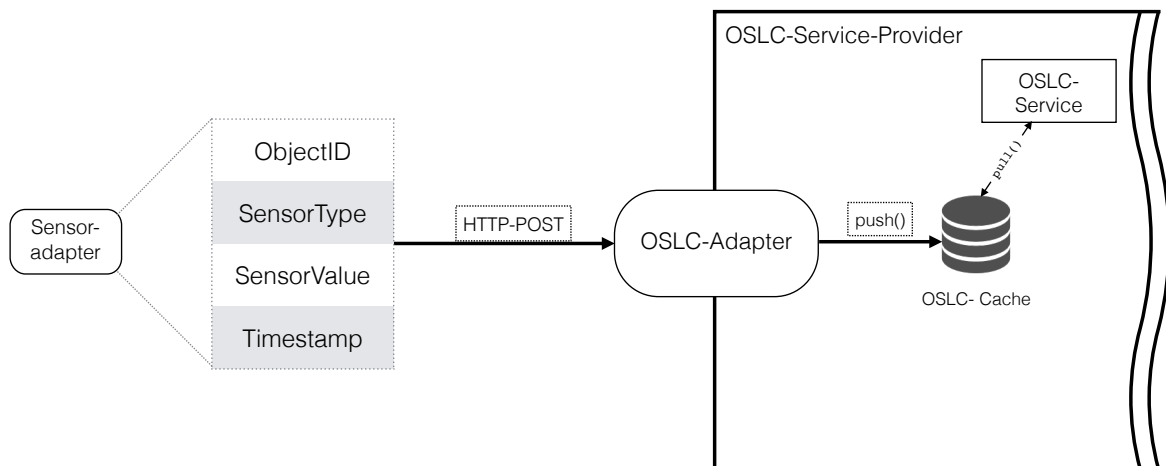 OSLC-Service-Provider
OSLC-
Service
pull()
ObjectID
SensorType
SensorValue
Timestamp
Sensor-
adapter
HTTP-POST
OSLC-Adapter
push()
OSLC- Cache